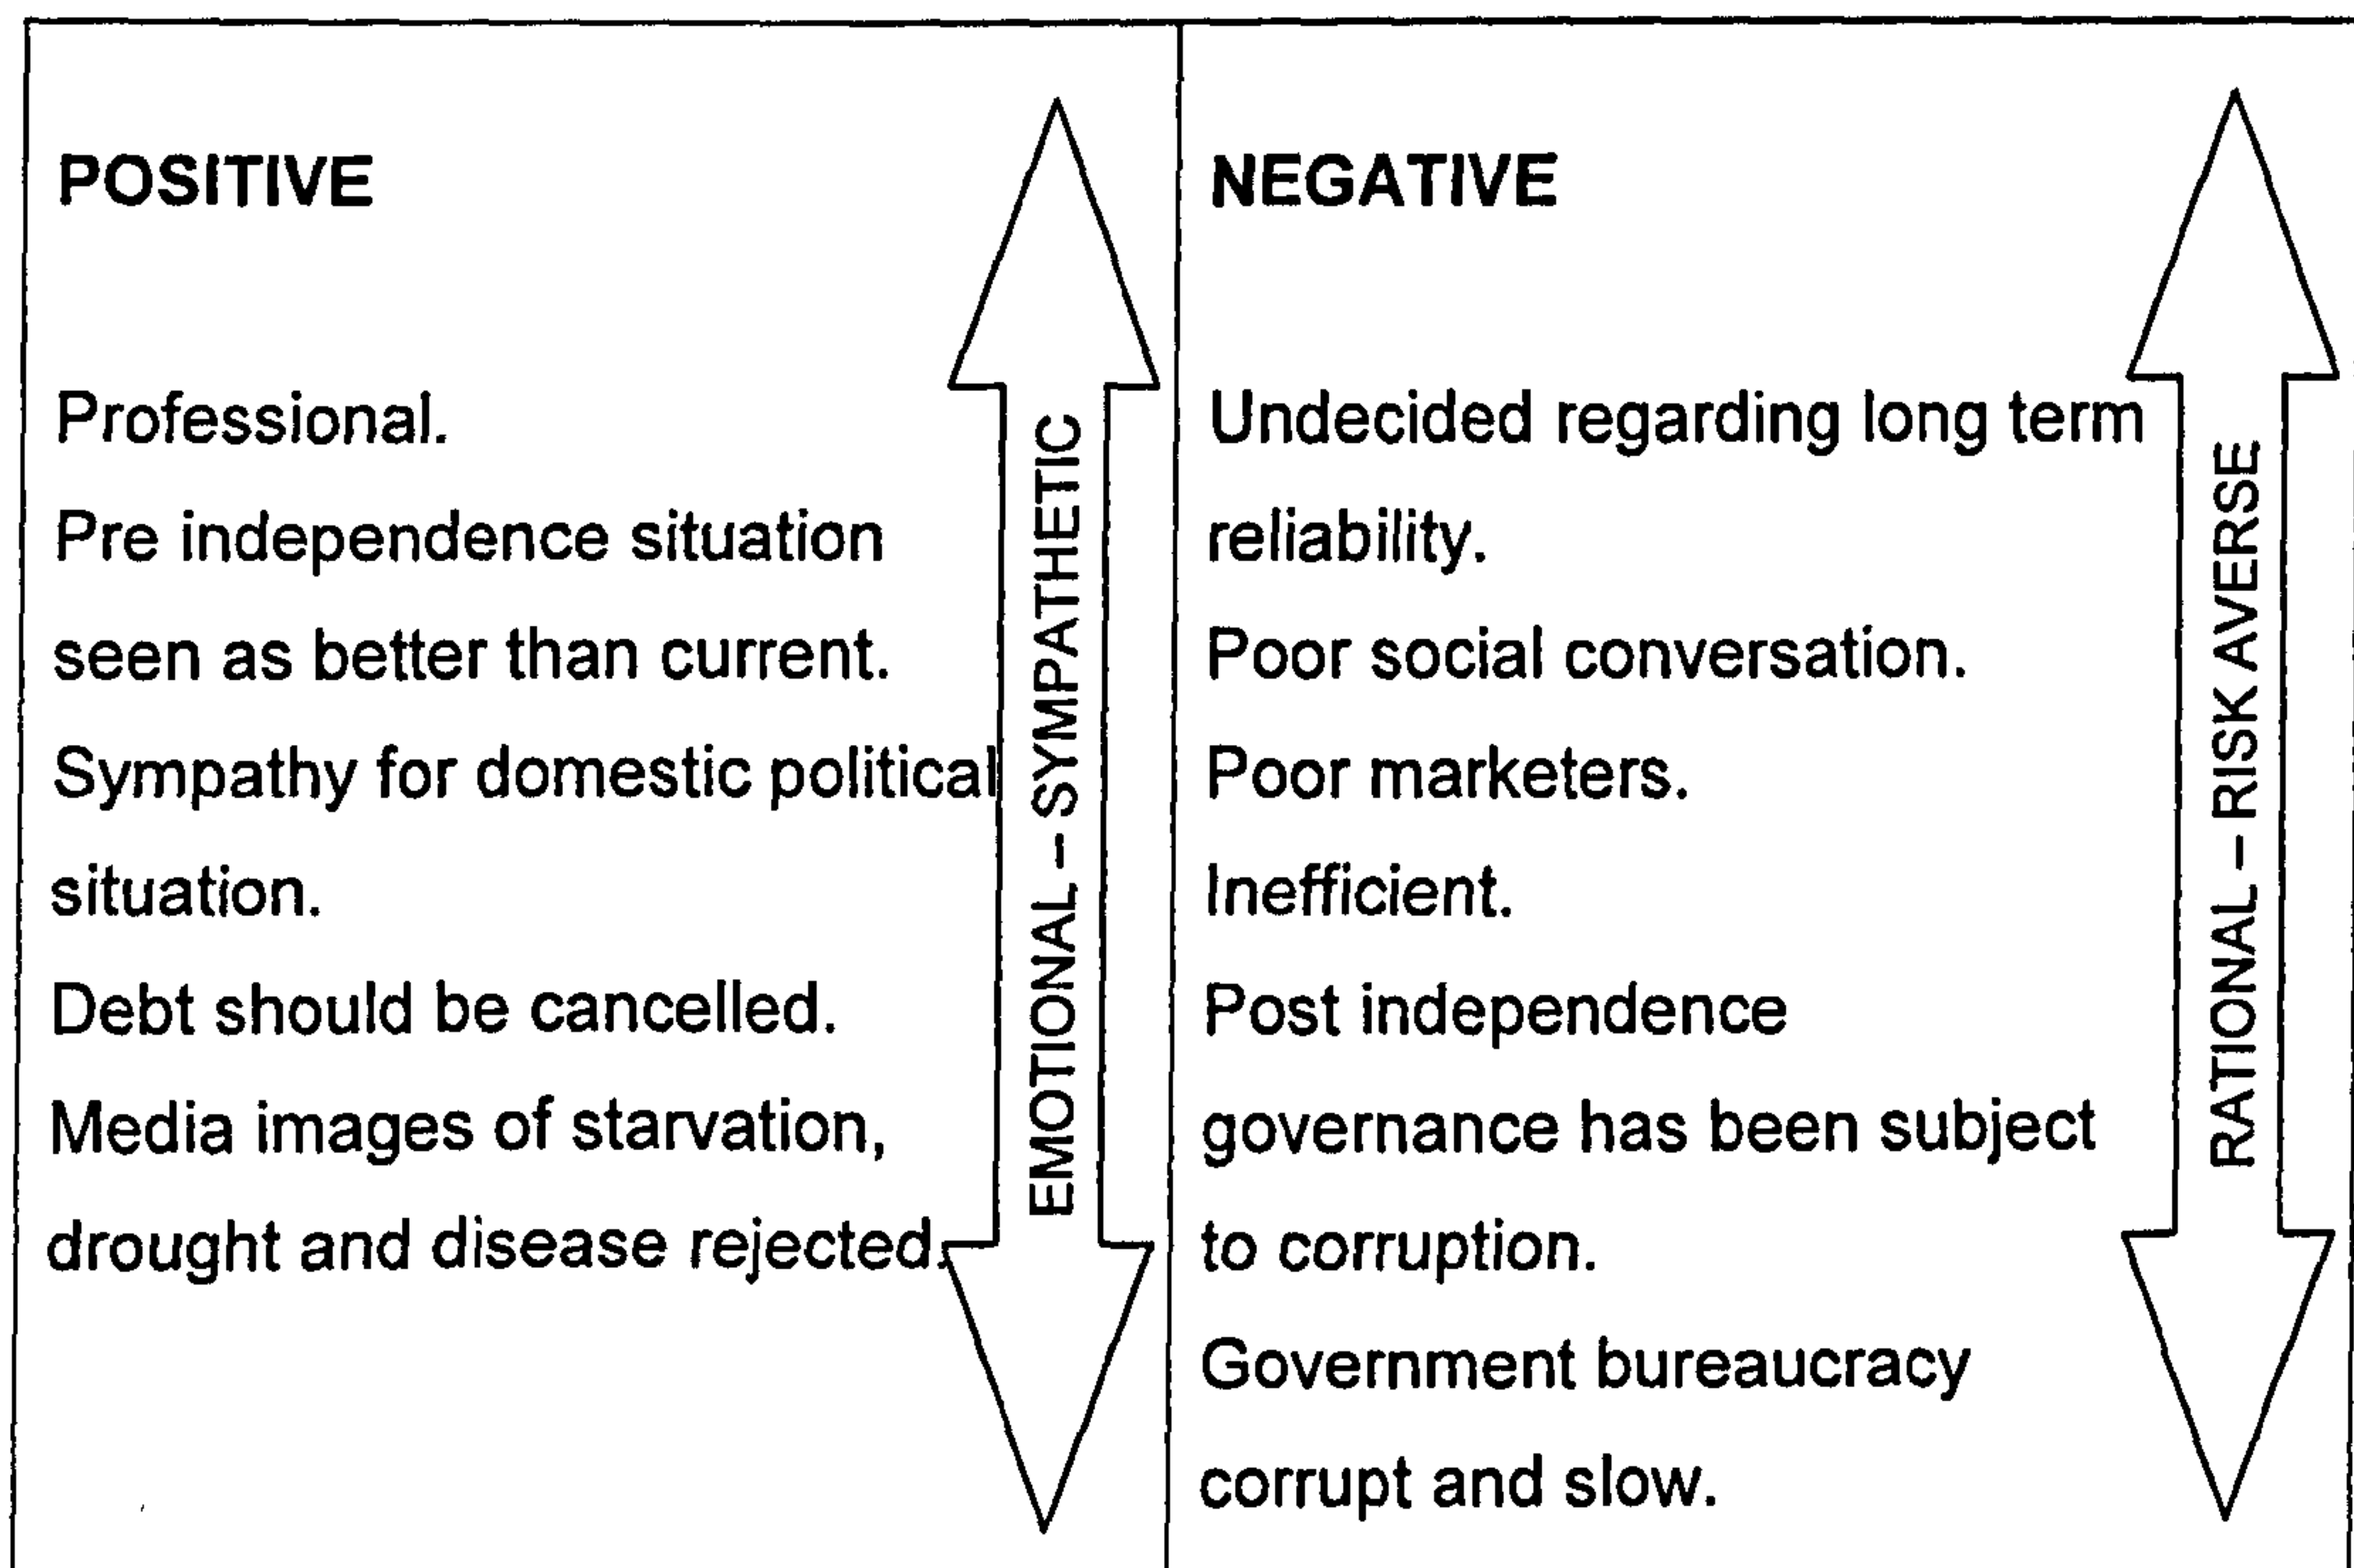 POSITIVE
Professional.
Pre independence situation
seen as better than current.
Sympathy for domestic political
situation.
Debt should be cancelled.
Media images of starvation,
drought and disease rejected.
EMOTIONAL – SYMPATHETIC
NEGATIVE
Undecided regarding long term
reliability.
Poor social conversation.
Poor marketers.
Inefficient.
Post independence
governance has been subject
to corruption.
Government bureaucracy
corrupt and slow.
RATIONAL – RISK AVERSE